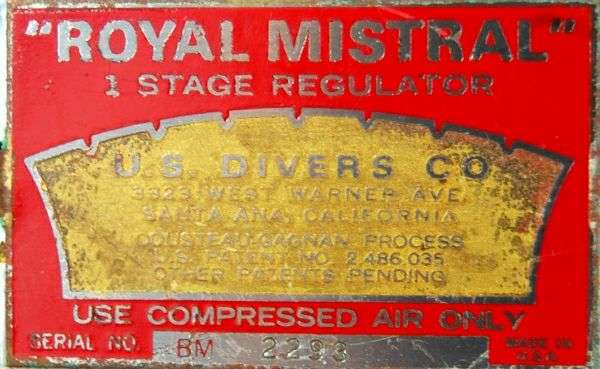 "ROYAL MISTRAL"
1 STAGE REGULATOR
U.S. DIVERS CO
3323 WEST WARNER AVE
SANTA ANA, CALIFORNIA
COUSTEAU-GAGNAN PROCESS
U.S. PATENT NO. 2,486,035
OTHER PATENTS PENDING
USE COMPRESSED AIR ONLY
SERIAL NO. BM 2293
MADE IN
U.S.A.